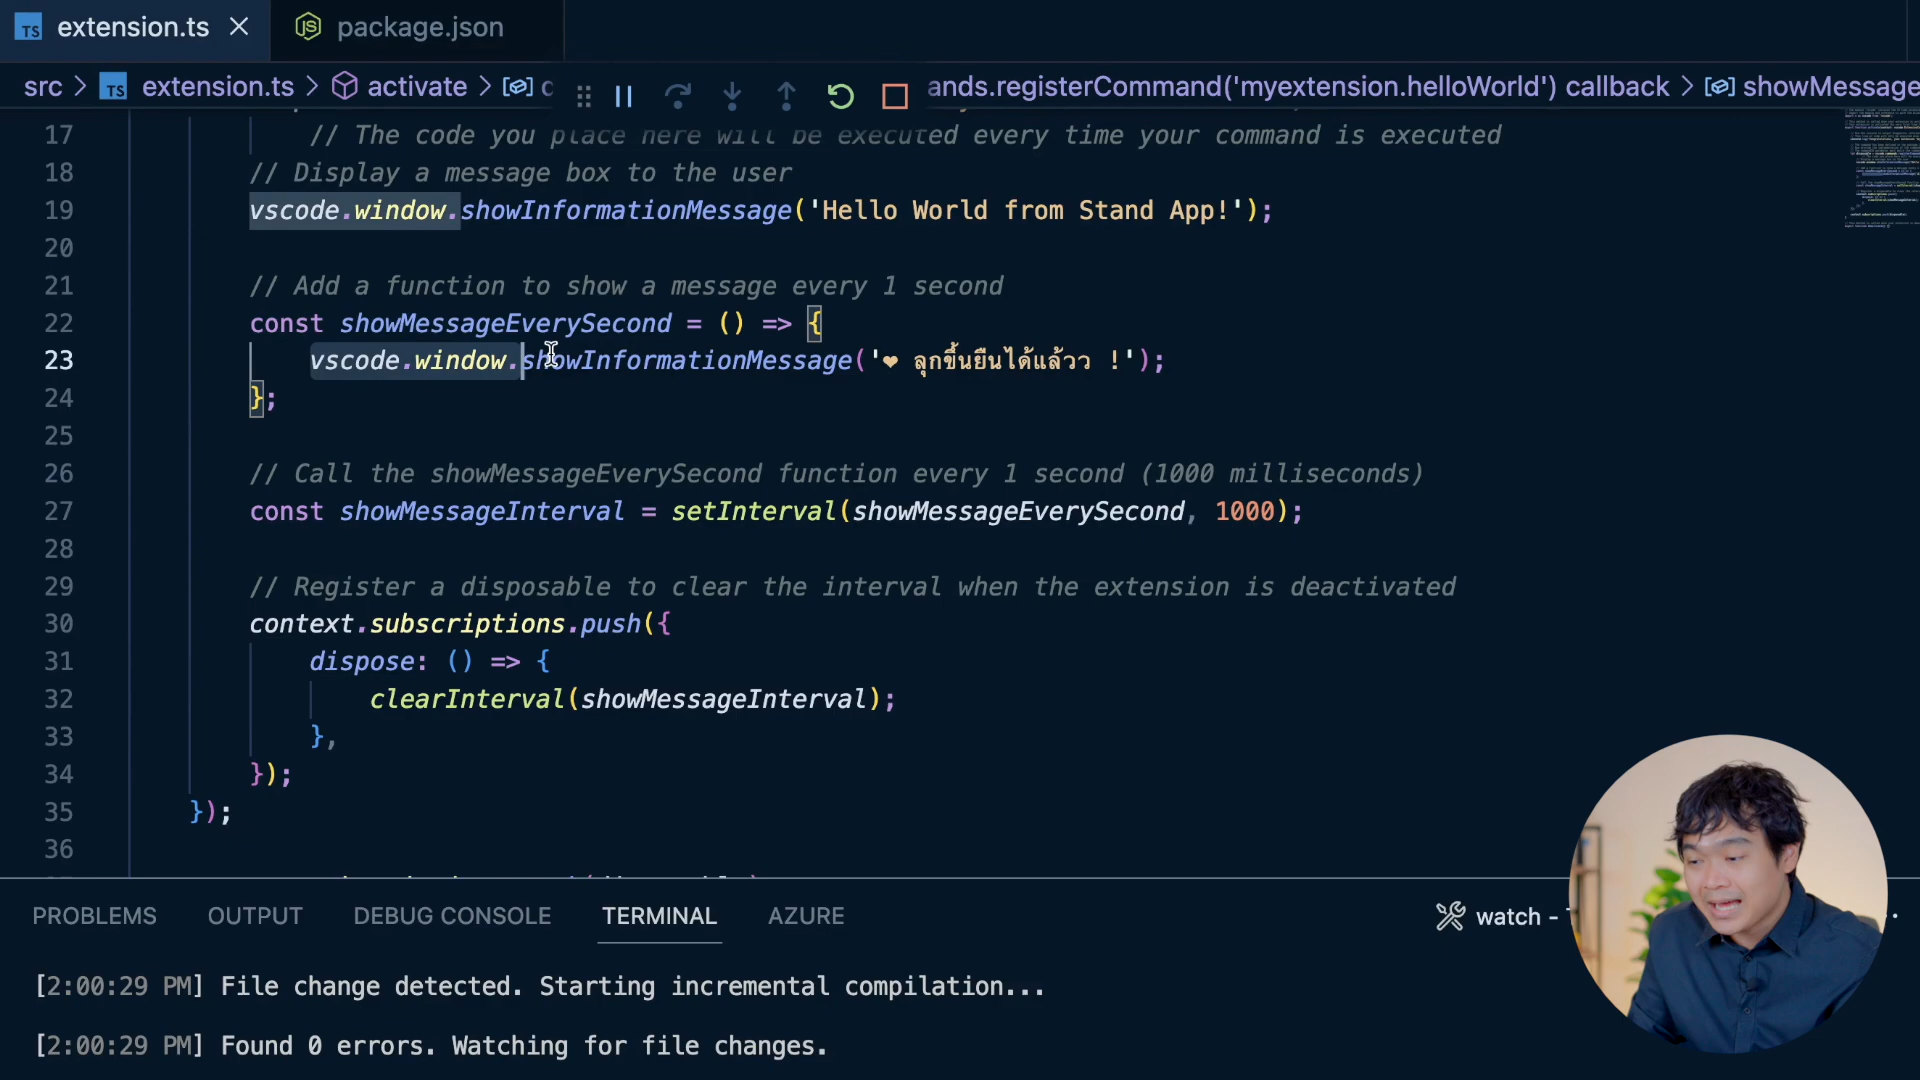 TS extension.ts
JS package.json
src > TS extension.ts > activate > ands.registerCommand('myextension.helloWorld') callback > showMessage
17 // The code you place here will be executed every time your command is executed
18 // Display a message box to the user
19 vscode.window.showInformationMessage('Hello World from Stand App!');
20
21 // Add a function to show a message every 1 second
22 const showMessageEverySecond = () => {
23 vscode.window.showInformationMessage('❤ ลุกขึ้นยืนได้แล้วว !');
24 };
25
26 // Call the showMessageEverySecond function every 1 second (1000 milliseconds)
27 const showMessageInterval = setInterval(showMessageEverySecond, 1000);
28
29 // Register a disposable to clear the interval when the extension is deactivated
30 context.subscriptions.push({
31 dispose: () => {
32 clearInterval(showMessageInterval);
33 },
34 });
35 });
36
PROBLEMS OUTPUT DEBUG CONSOLE TERMINAL AZURE watch -
[2:00:29 PM] File change detected. Starting incremental compilation...
[2:00:29 PM] Found 0 errors. Watching for file changes.